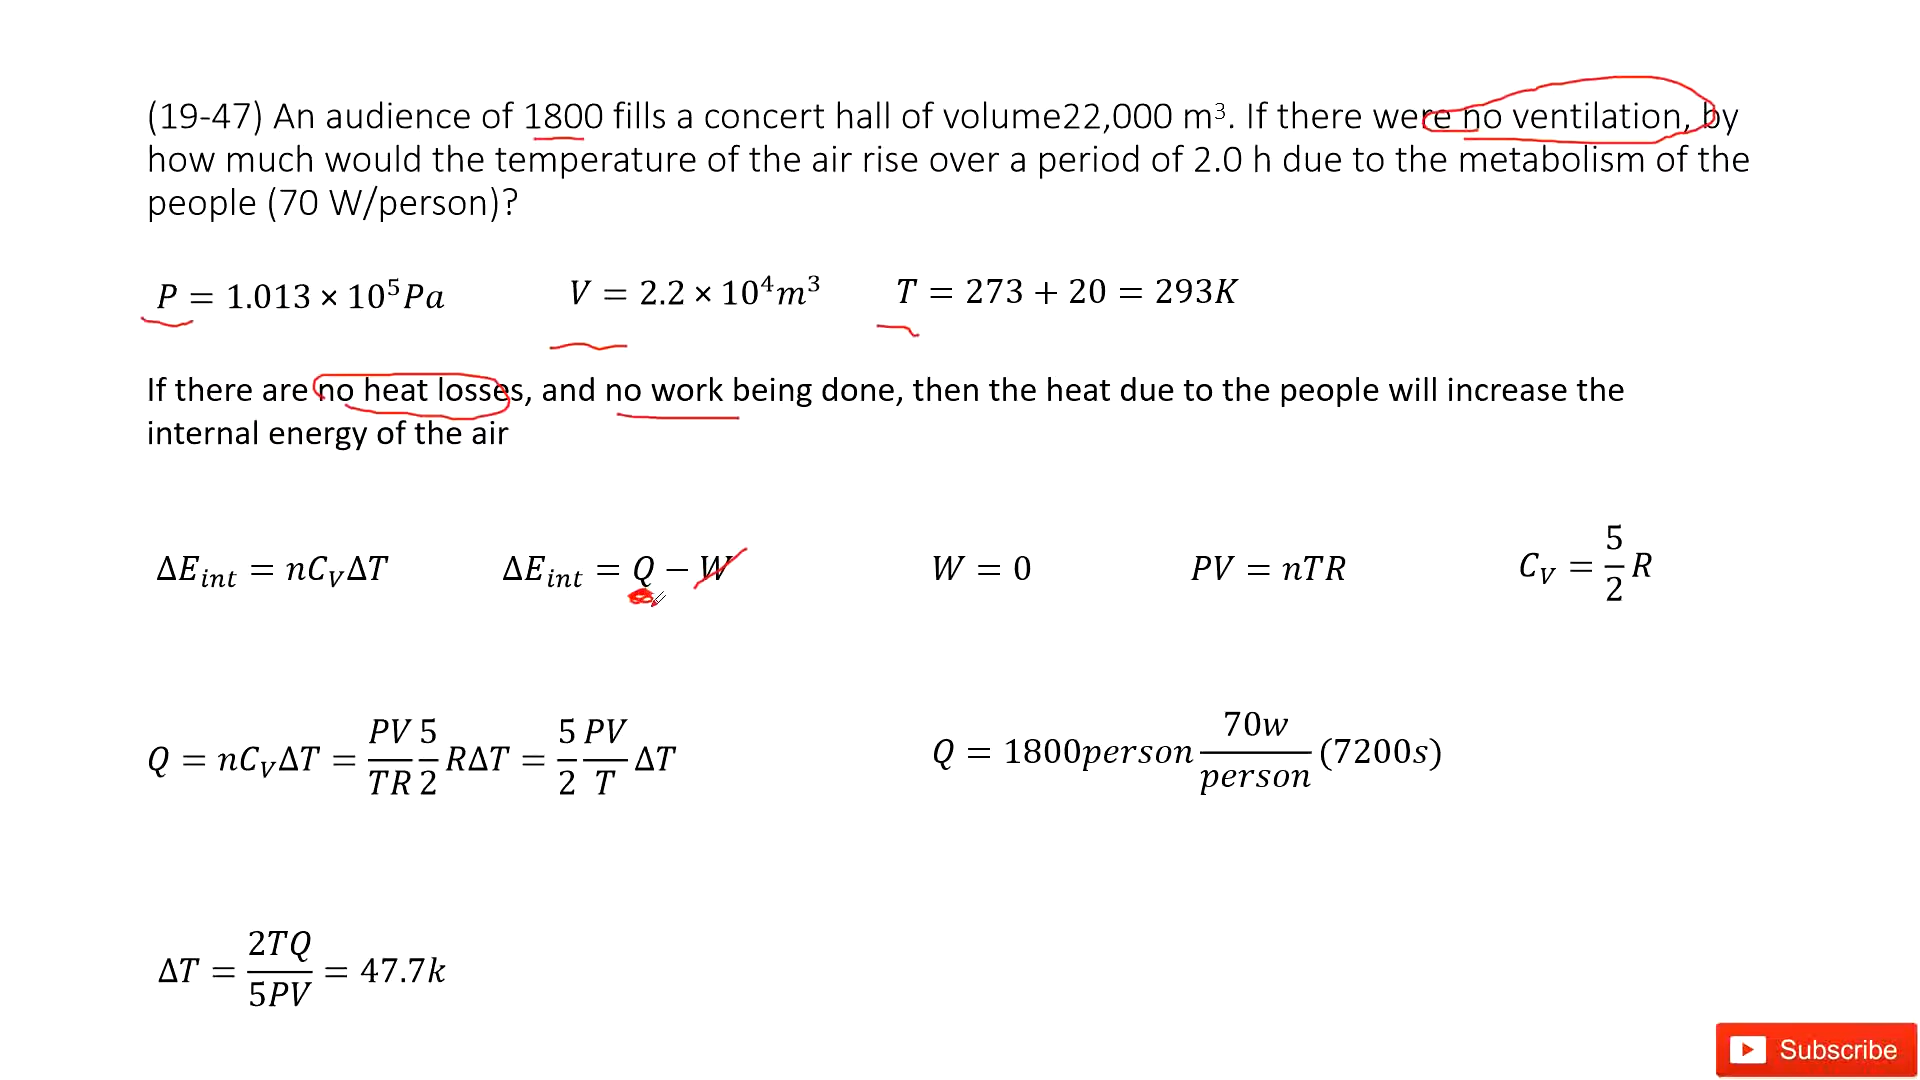 (19-47) An audience of 1800 fills a concert hall of volume22,000 m³. If there were no ventilation, by
how much would the temperature of the air rise over a period of 2.0 h due to the metabolism of the
people (70 W/person)?
P = 1.013 × 10⁵Pa V = 2.2 × 10⁴m³ T = 273 + 20 = 293K
If there are no heat losses, and no work being done, then the heat due to the people will increase the
internal energy of the air
ΔE_int = nC_VΔT ΔE_int = Q − W W = 0 PV = nTR C_V = 5/2 R
Q = nC_VΔT = PV/TR 5/2 RΔT = 5/2 PV/T ΔT Q = 1800person 70w/person (7200s)
ΔT = 2TQ/5PV = 47.7k
Subscribe